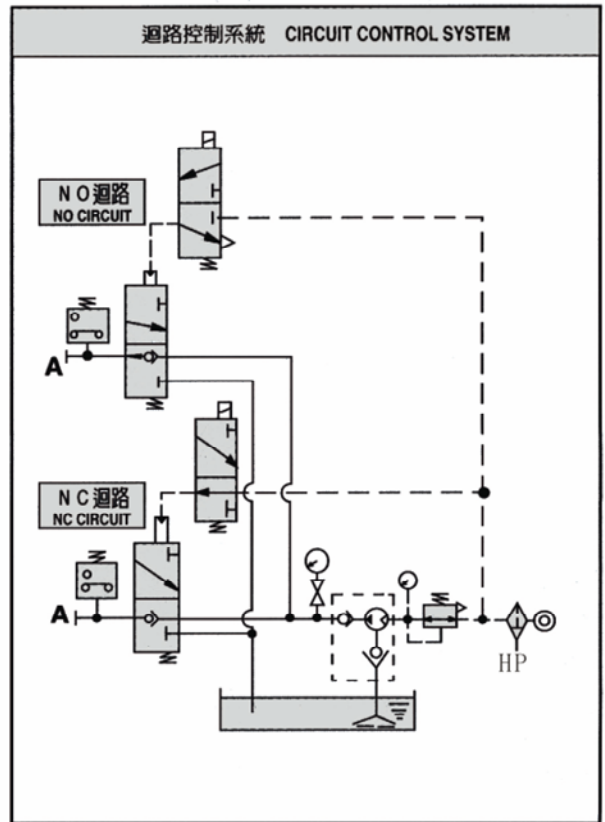 迴路控制系統 CIRCUIT CONTROL SYSTEM
N O 迴路
NO CIRCUIT
A
N C 迴路
NC CIRCUIT
A
HP